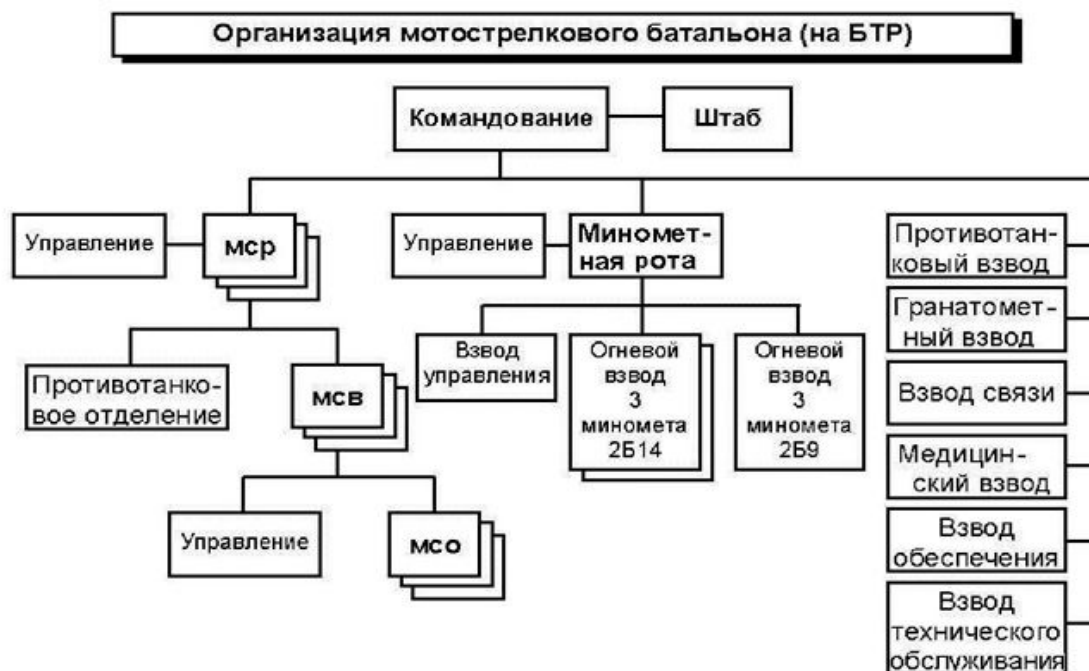 Организация мотострелкового батальона (на БТР)
Командование
Штаб
Управление
мср
Управление
Миномет-
ная рота
Противотан-
ковый взвод
Гранатомет-
ный взвод
Взвод связи
Медицин-
ский взвод
Взвод
обеспечения
Взвод
технического
обслуживания
Противотанко-
вое отделение
мсв
Взвод
управления
Огневой
взвод
3
миномета
2Б14
Огневой
взвод
3
миномета
2Б9
Управление
мсо